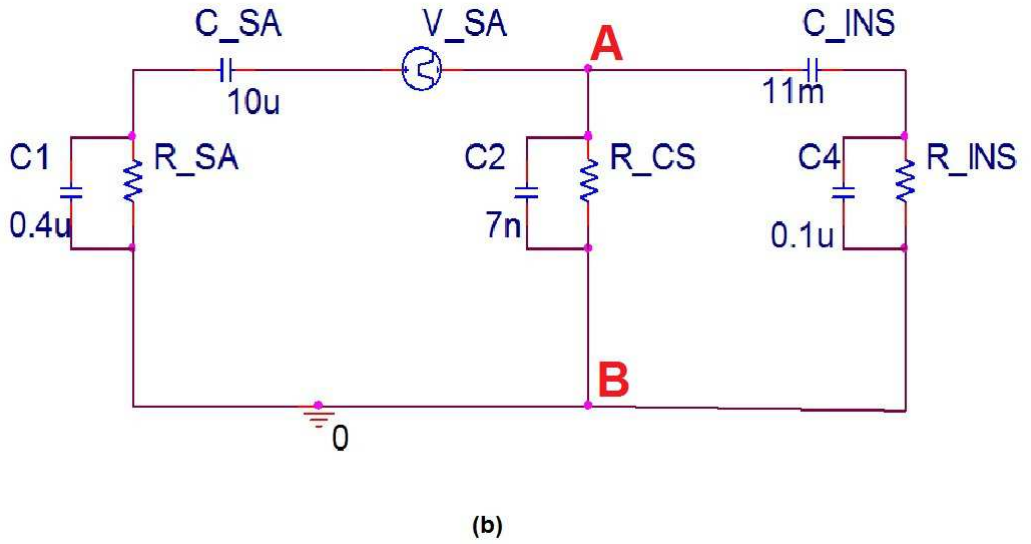 C_SA
V_SA
A
C_INS
10u
11m
C1
R_SA
C2
R_CS
C4
R_INS
0.4u
7n
0.1u
B
0
(b)